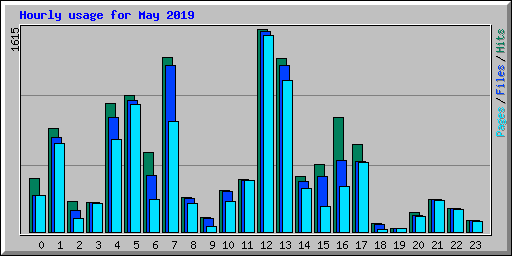 Hourly usage for May 2019
1615
Pages / Files / Hits
0 1 2 3 4 5 6 7 8 9 10 11 12 13 14 15 16 17 18 19 20 21 22 23